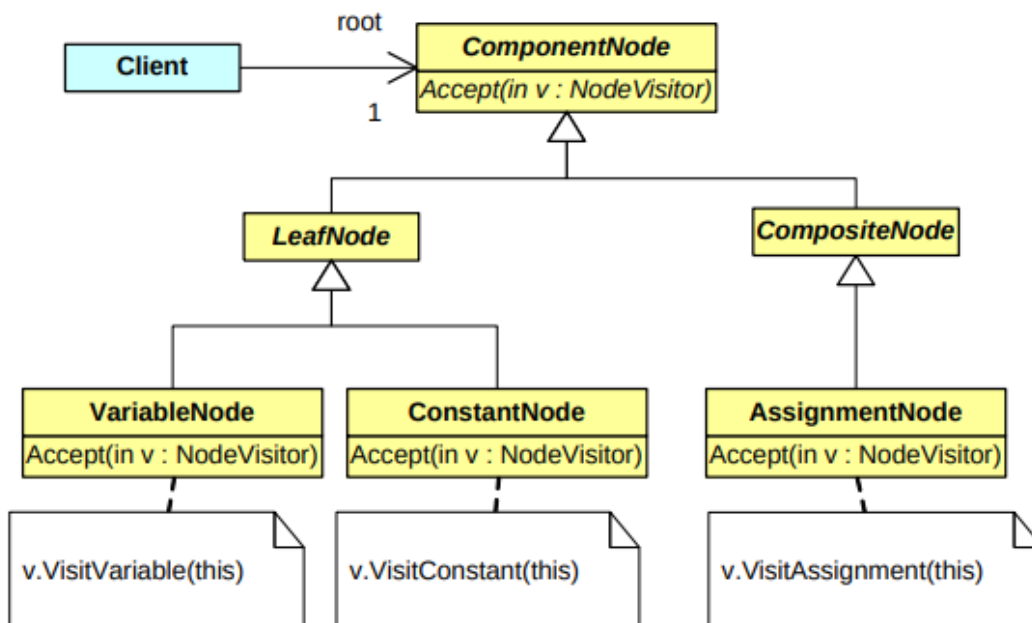 root
ComponentNode
Client
Accept(in v : NodeVisitor)
1
LeafNode
CompositeNode
VariableNode
ConstantNode
AssignmentNode
Accept(in v : NodeVisitor)
Accept(in v : NodeVisitor)
Accept(in v : NodeVisitor)
v.VisitVariable(this)
v.VisitConstant(this)
v.VisitAssignment(this)